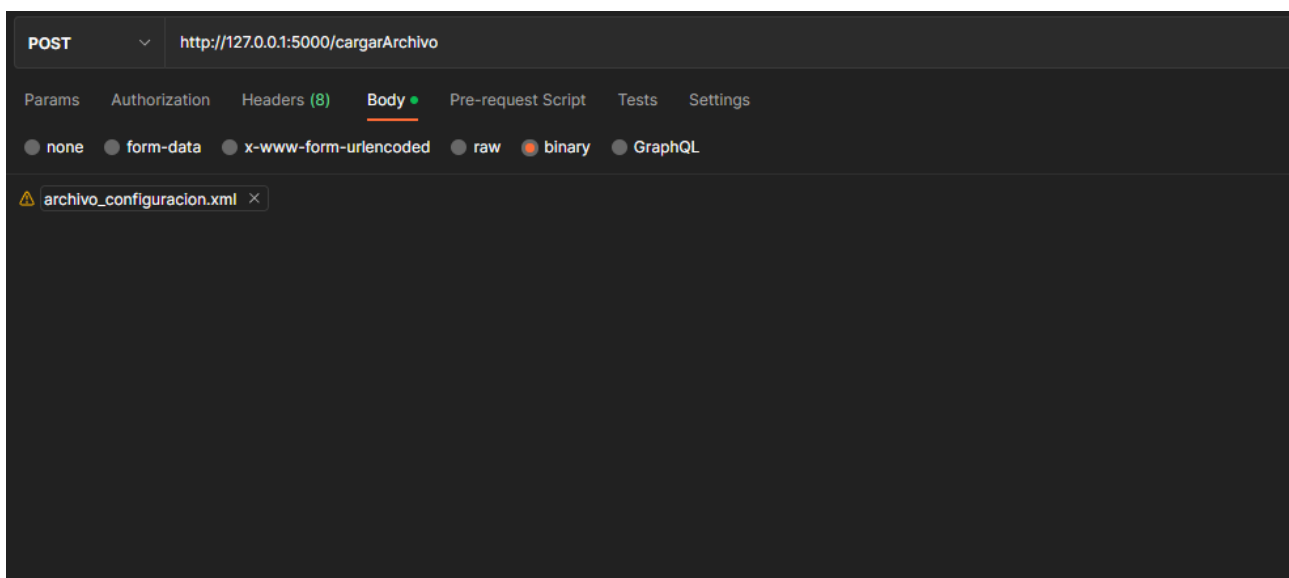 POST http://127.0.0.1:5000/cargarArchivo
Params Authorization Headers (8) Body Pre-request Script Tests Settings
none form-data x-www-form-urlencoded raw binary GraphQL
archivo_configuracion.xml ×